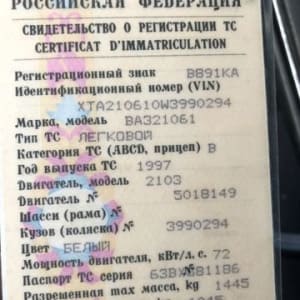 РОССИЙСКАЯ ФЕДЕРАЦИЯ
СВИДЕТЕЛЬСТВО О РЕГИСТРАЦИИ ТС
CERTIFICAT D'IMMATRICULATION
Регистрационный знак В891КА
Идентификационный номер (VIN)
XTA210610W3990294
Марка, модель ВАЗ21061
Тип ТС ЛЕГКОВОЙ
Категория ТС (ABCD, прицеп) B
Год выпуска ТС 1997
Двигатель, модель 2103
Двигатель № 5018149
Шасси (рама) №
Кузов (коляска) № 3990294
Цвет БЕЛЫЙ
Мощность двигателя, кВт/л. с. 72
Паспорт ТС серия
Разрешенная max масса, kg 1445
1445